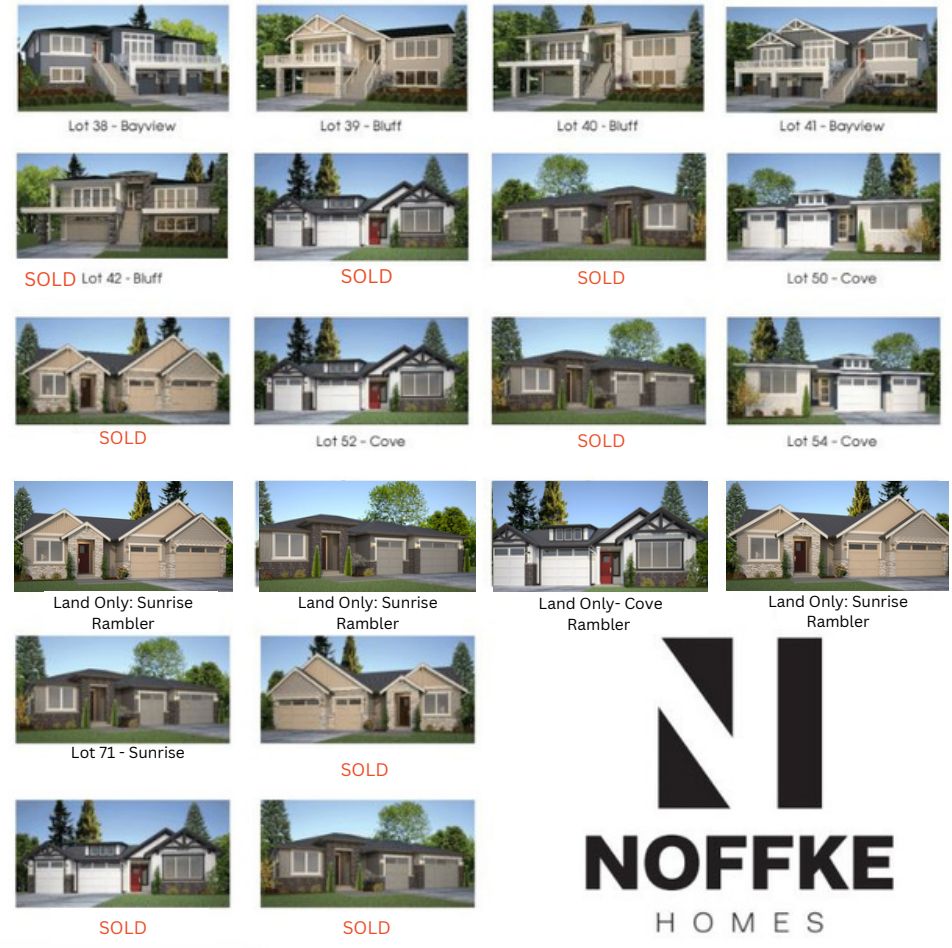 Lot 38 - Bayview
Lot 39 - Bluff
Lot 40 - Bluff
Lot 41 - Bayview
SOLD Lot 42 - Bluff
SOLD
SOLD
Lot 50 - Cove
SOLD
Lot 52 - Cove
SOLD
Lot 54 - Cove
Land Only: Sunrise
Rambler
Land Only: Sunrise
Rambler
Land Only- Cove
Rambler
Land Only: Sunrise
Rambler
Lot 71 - Sunrise
SOLD
SOLD
SOLD
N
NOFFKE
HOMES